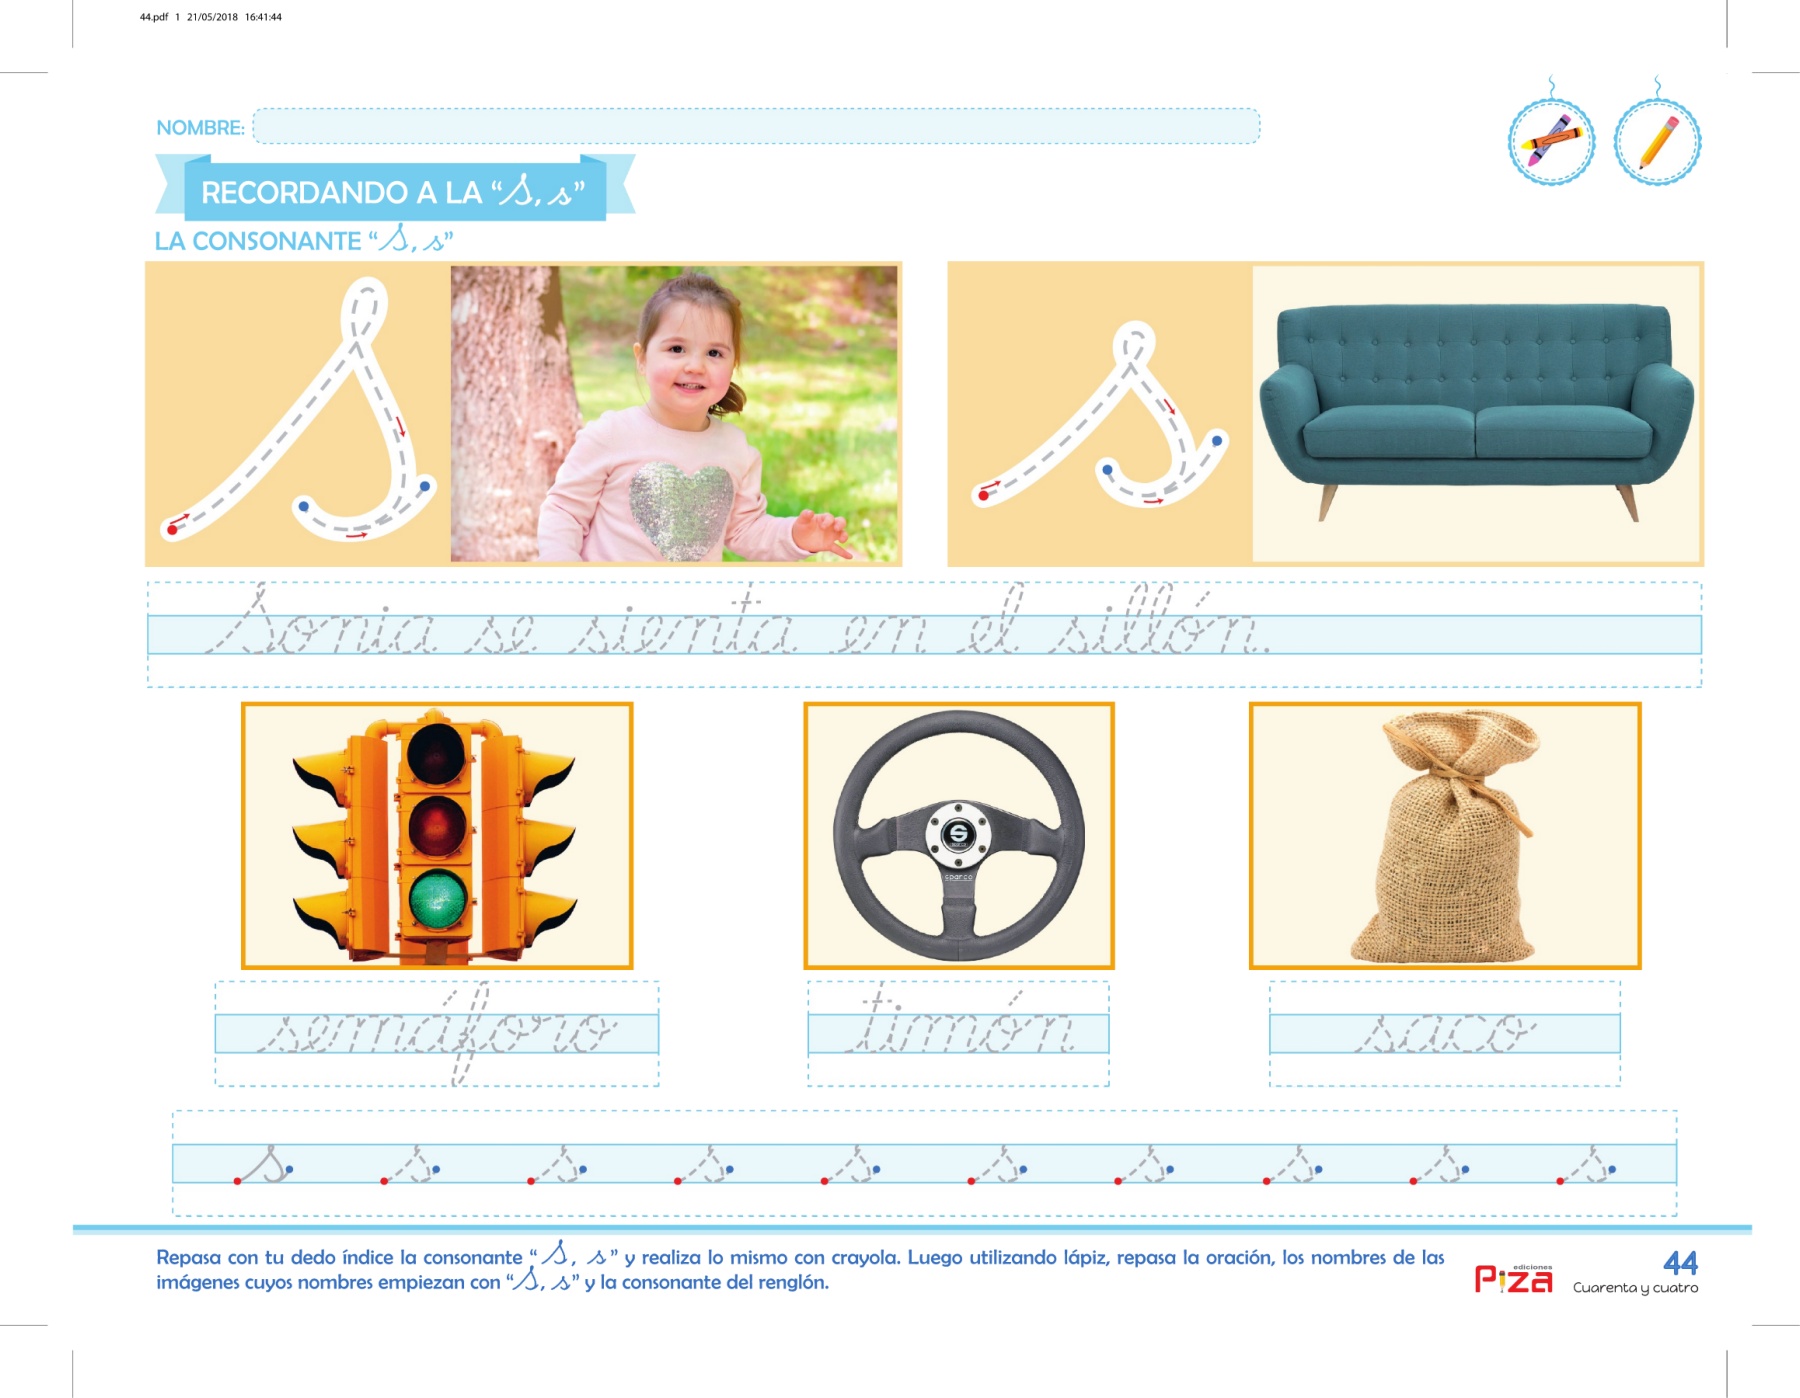 44.pdf 1 21/05/2018 16:41:44
NOMBRE:
RECORDANDO A LA “S, s”
LA CONSONANTE “S, s”
Sonia se sienta en el sillón.
S
sparco
semáforo timón saco
s s s s s s s s s s
Repasa con tu dedo índice la consonante “S, s” y realiza lo mismo con crayola. Luego utilizando lápiz, repasa la oración, los nombres de las
imágenes cuyos nombres empiezan con “S, s” y la consonante del renglón.
ediciones
Piza
44
Cuarenta y cuatro